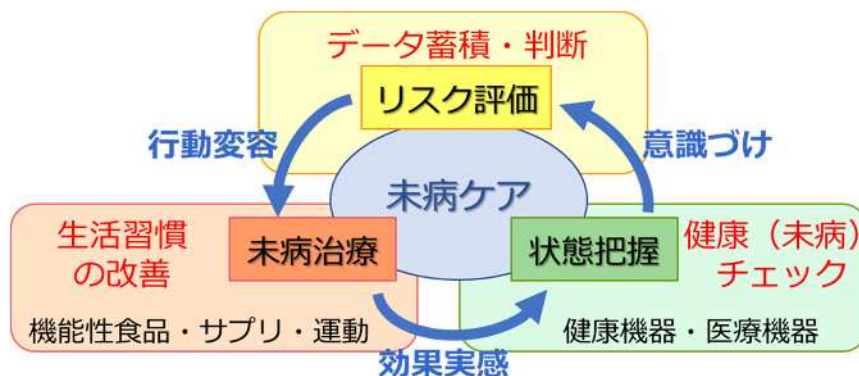 データ蓄積・判断
リスク評価
行動変容
意識づけ
未病ケア
生活習慣
の改善
未病治療
状態把握
健康（未病）
チェック
機能性食品・サプリ・運動
健康機器・医療機器
効果実感